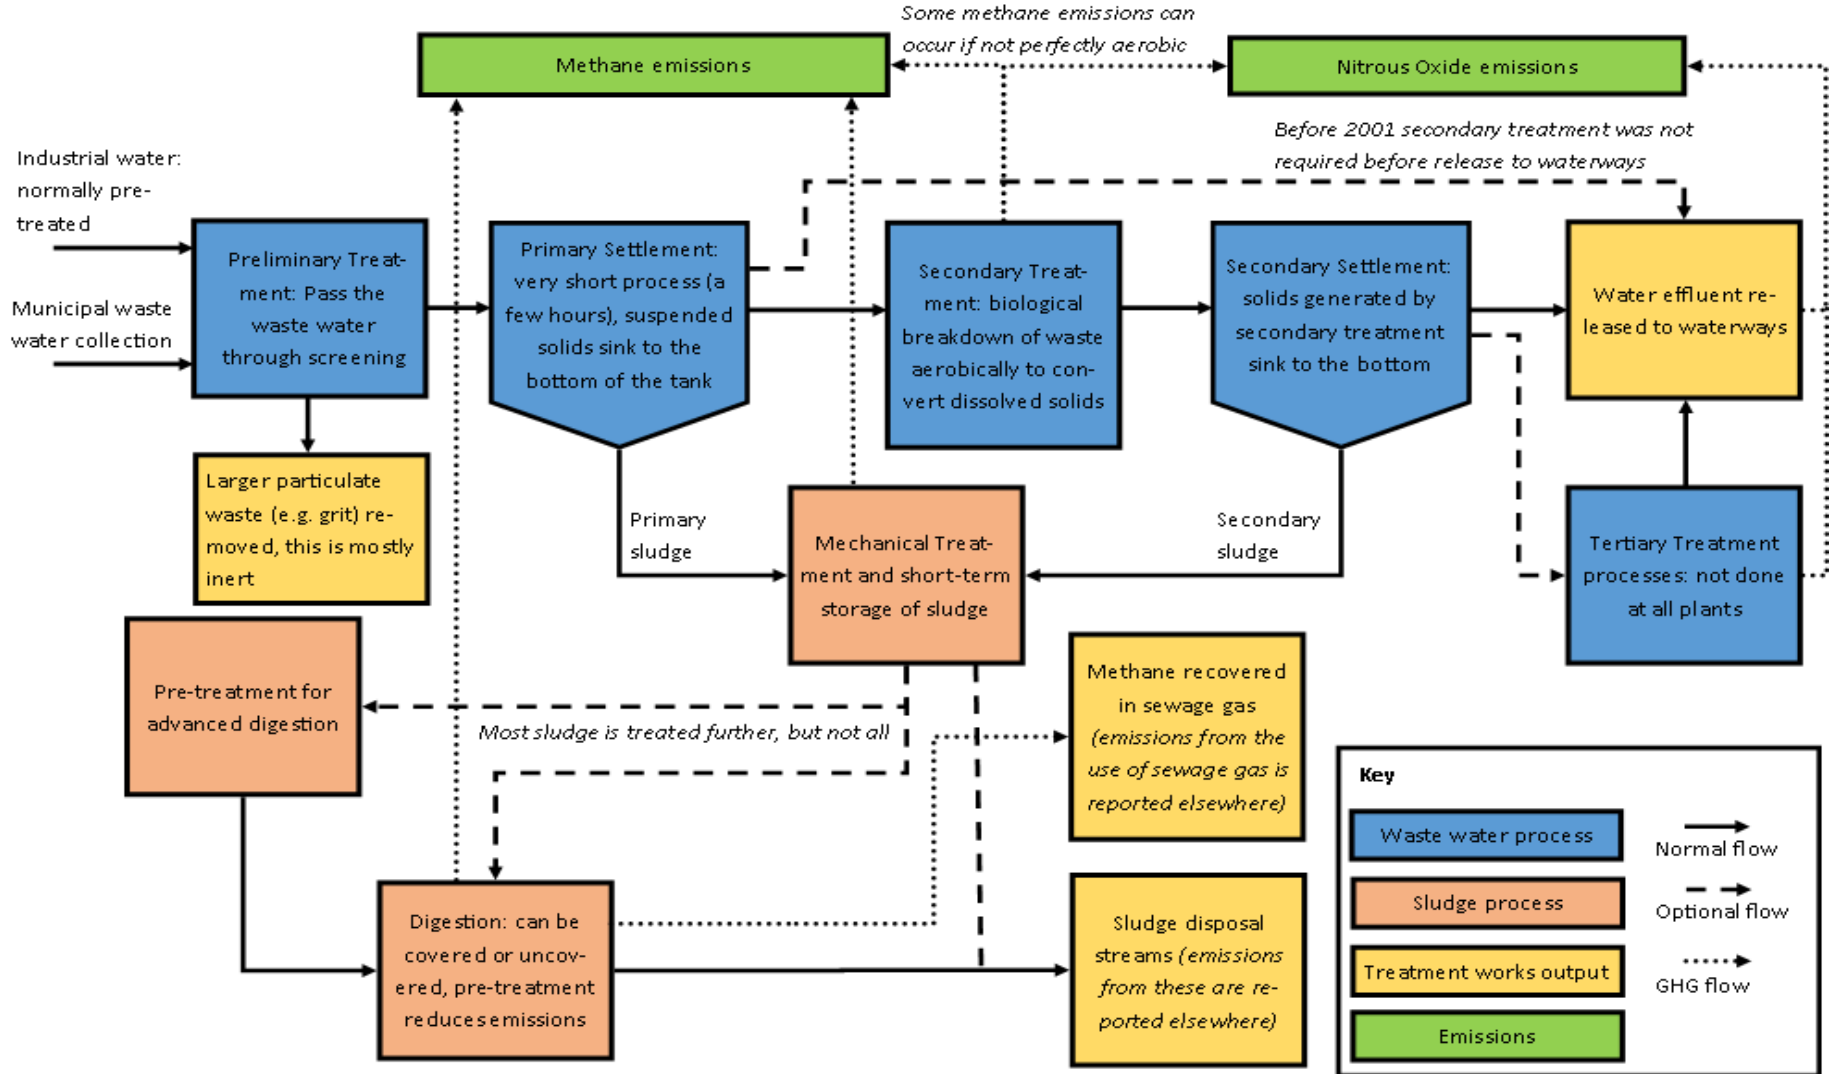 Some methane emissions can
occur if not perfectly aerobic
Methane emissions
Nitrous Oxide emissions
Before 2001 secondary treatment was not
required before release to waterways
Industrial water:
normally pre-
treated
Municipal waste
water collection
Preliminary Treat-
ment: Pass the
waste water
through screening
Primary Settlement:
very short process (a
few hours), suspended
solids sink to the
bottom of the tank
Secondary Treat-
ment: biological
breakdown of waste
aerobically to con-
vert dissolved solids
Secondary Settlement:
solids generated by
secondary treatment
sink to the bottom
Water effluent re-
leased to waterways
Larger particulate
waste (e.g. grit) re-
moved, this is mostly
inert
Primary
sludge
Mechanical Treat-
ment and short-term
storage of sludge
Secondary
sludge
Tertiary Treatment
processes: not done
at all plants
Pre-treatment for
advanced digestion
Most sludge is treated further, but not all
Methane recovered
in sewage gas
(emissions from the
use of sewage gas is
reported elsewhere)
Digestion: can be
covered or uncov-
ered, pre-treatment
reduces emissions
Sludge disposal
streams (emissions
from these are re-
ported elsewhere)
Key
Waste water process
Normal flow
Sludge process
Optional flow
Treatment works output
GHG flow
Emissions